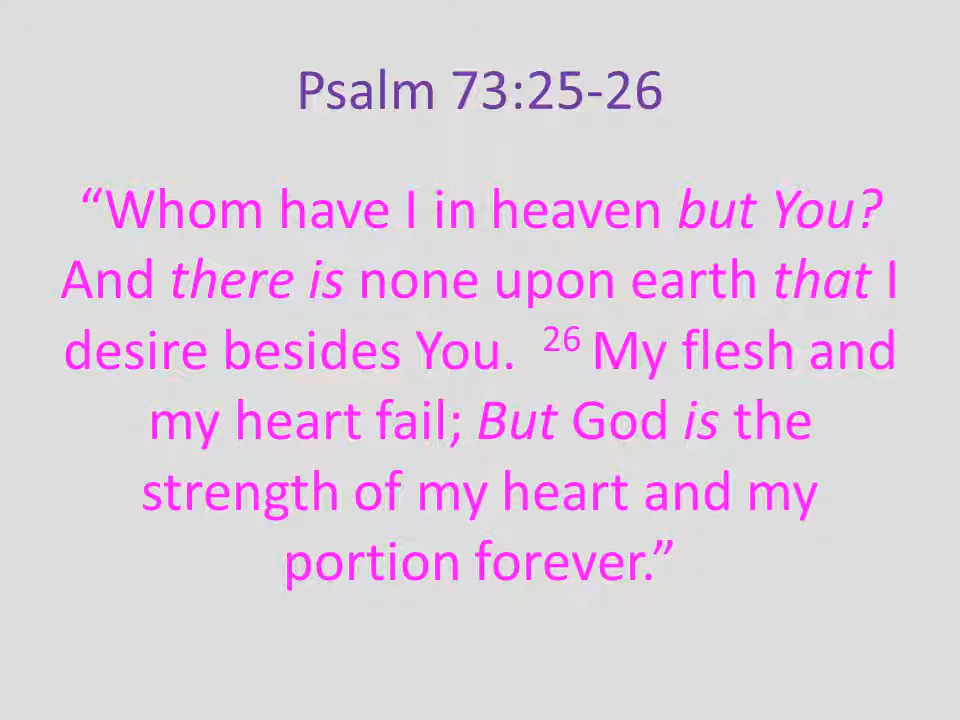 Psalm 73:25-26
“Whom have I in heaven but You?
And there is none upon earth that I
desire besides You. 26 My flesh and
my heart fail; But God is the
strength of my heart and my
portion forever.”